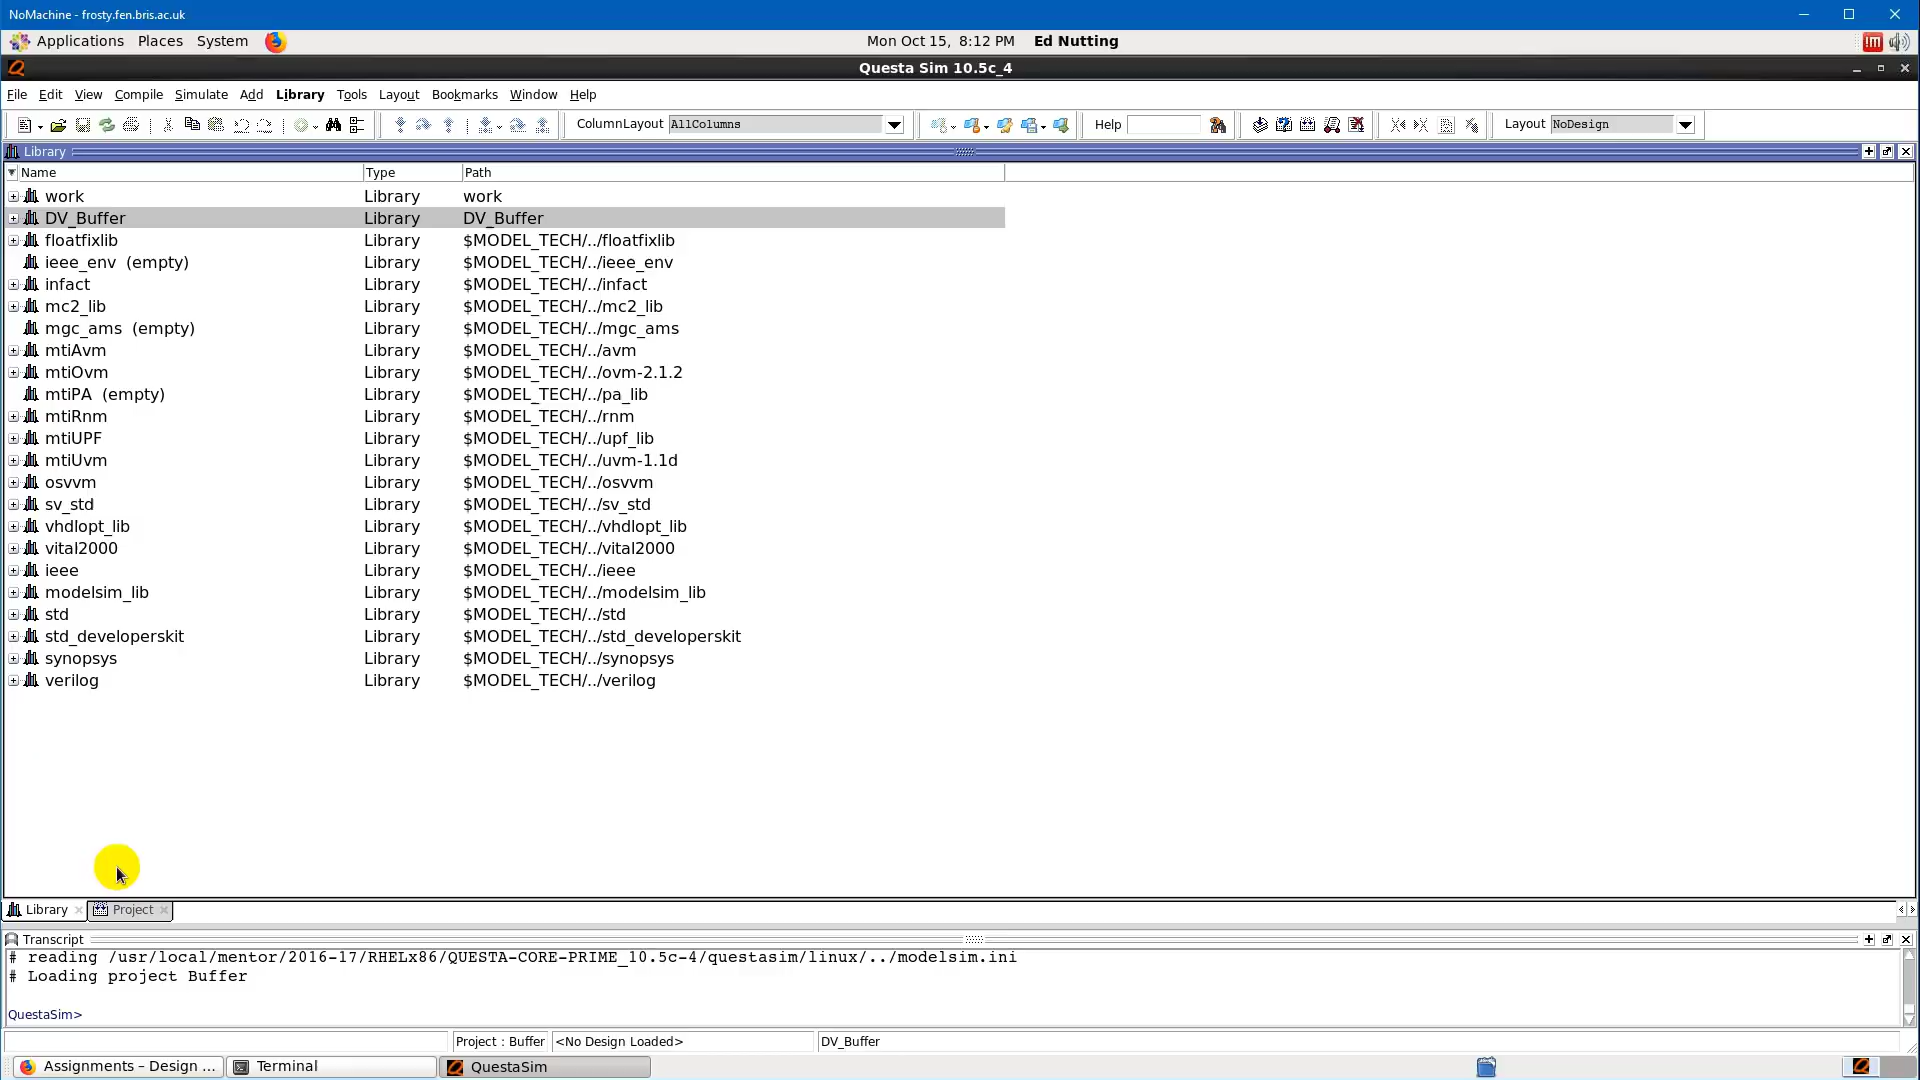 NoMachine - frosty.fen.bris.ac.uk
Applications Places System Mon Oct 15, 8:12 PM Ed Nutting
Questa Sim 10.5c_4
File Edit View Compile Simulate Add Library Tools Layout Bookmarks Window Help
ColumnLayout AllColumns Help Layout NoDesign
Library
Name Type Path
work Library work
DV_Buffer Library DV_Buffer
floatfixlib Library $MODEL_TECH/../floatfixlib
ieee_env (empty) Library $MODEL_TECH/../ieee_env
infact Library $MODEL_TECH/../infact
mc2_lib Library $MODEL_TECH/../mc2_lib
mgc_ams (empty) Library $MODEL_TECH/../mgc_ams
mtiAvm Library $MODEL_TECH/../avm
mtiOvm Library $MODEL_TECH/../ovm-2.1.2
mtiPA (empty) Library $MODEL_TECH/../pa_lib
mtiRnm Library $MODEL_TECH/../rnm
mtiUPF Library $MODEL_TECH/../upf_lib
mtiUvm Library $MODEL_TECH/../uvm-1.1d
osvvm Library $MODEL_TECH/../osvvm
sv_std Library $MODEL_TECH/../sv_std
vhdlopt_lib Library $MODEL_TECH/../vhdlopt_lib
vital2000 Library $MODEL_TECH/../vital2000
ieee Library $MODEL_TECH/../ieee
modelsim_lib Library $MODEL_TECH/../modelsim_lib
std Library $MODEL_TECH/../std
std_developerskit Library $MODEL_TECH/../std_developerskit
synopsys Library $MODEL_TECH/../synopsys
verilog Library $MODEL_TECH/../verilog
Library Project
Transcript
# reading /usr/local/mentor/2016-17/RHELx86/QUESTA-CORE-PRIME_10.5c-4/questasim/linux/../modelsim.ini
# Loading project Buffer
QuestaSim>
Project : Buffer <No Design Loaded> DV_Buffer
Assignments – Design ... Terminal QuestaSim